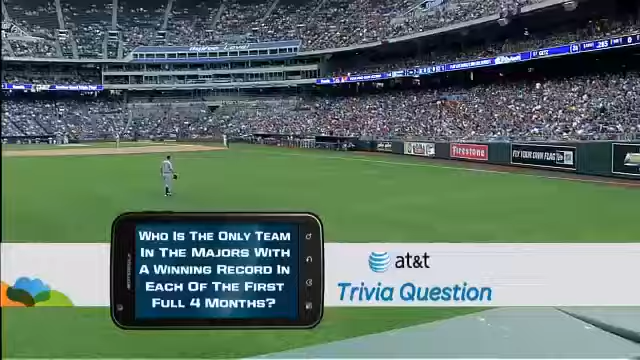 Firestone
FLY YOUR OWN FLAG
WHO IS THE ONLY TEAM
IN THE MAJORS WITH
A WINNING RECORD IN
EACH OF THE FIRST
FULL 4 MONTHS?
MOTOROLA
at&t
Trivia Question